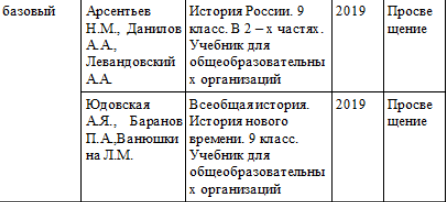 базовый
Арсентьев
Н.М., Данилов
А.А.,
Левандовский
А.А.
История России. 9
класс. В 2 – х частях.
Учебник для
общеобразовательны
х организаций
2019
Просве
щение
Юдовская
А.Я., Баранов
П.А.,Ванюшки
на Л.М.
Всеобщая история.
История нового
времени. 9 класс.
Учебник для
общеобразовательны
х организаций
2019
Просве
щение